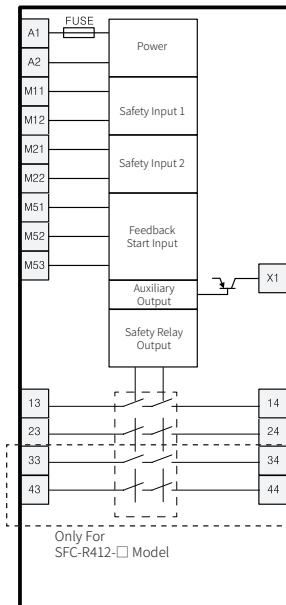 FUSE
A1
Power
A2
M11
Safety Input 1
M12
M21
Safety Input 2
M22
M51
Feedback
Start Input
M52
M53
Auxiliary
Output
X1
Safety Relay
Output
13
14
23
24
33
34
43
44
Only For
SFC-R412-□ Model